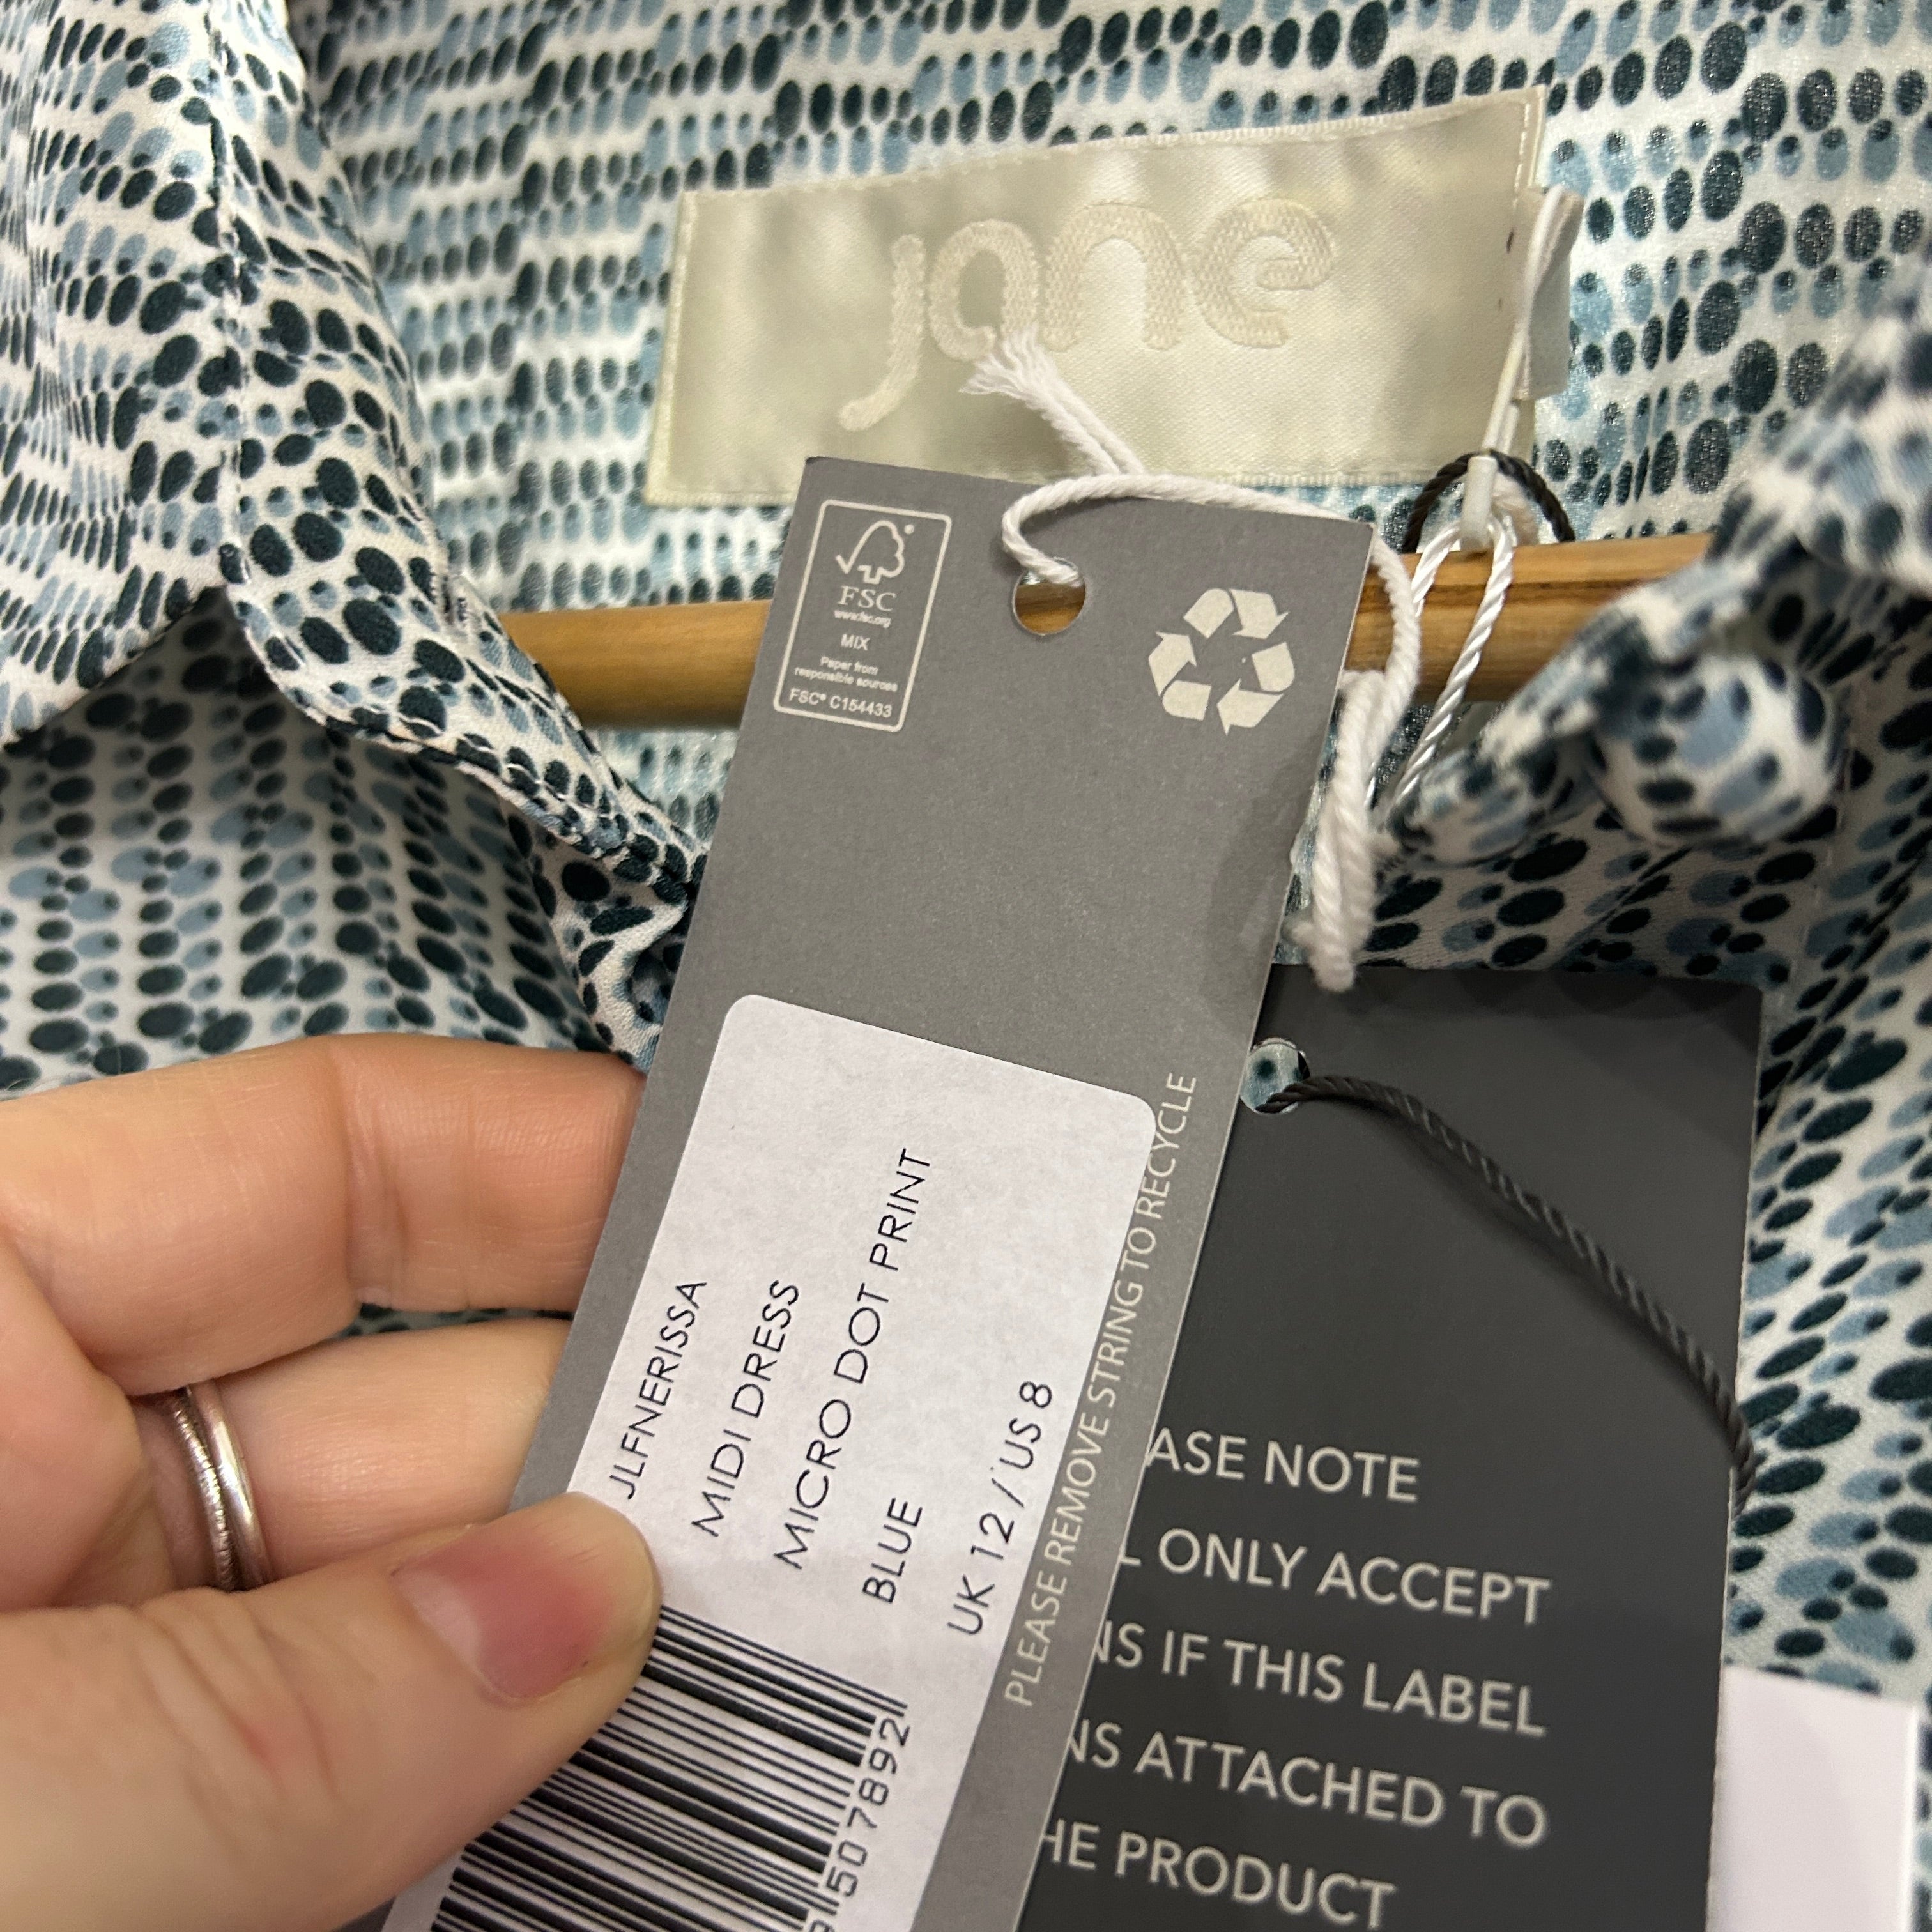 jane
FSC
www.fsc.org
MIX
Paper from
responsible sources
FSC® C154433
JLFNERISSA
MIDI DRESS
MICRO DOT PRINT
BLUE
UK 12 / US 8
507892
PLEASE REMOVE STRING TO RECYCLE
ASE NOTE
L ONLY ACCEPT
NS IF THIS LABEL
NS ATTACHED TO
HE PRODUCT